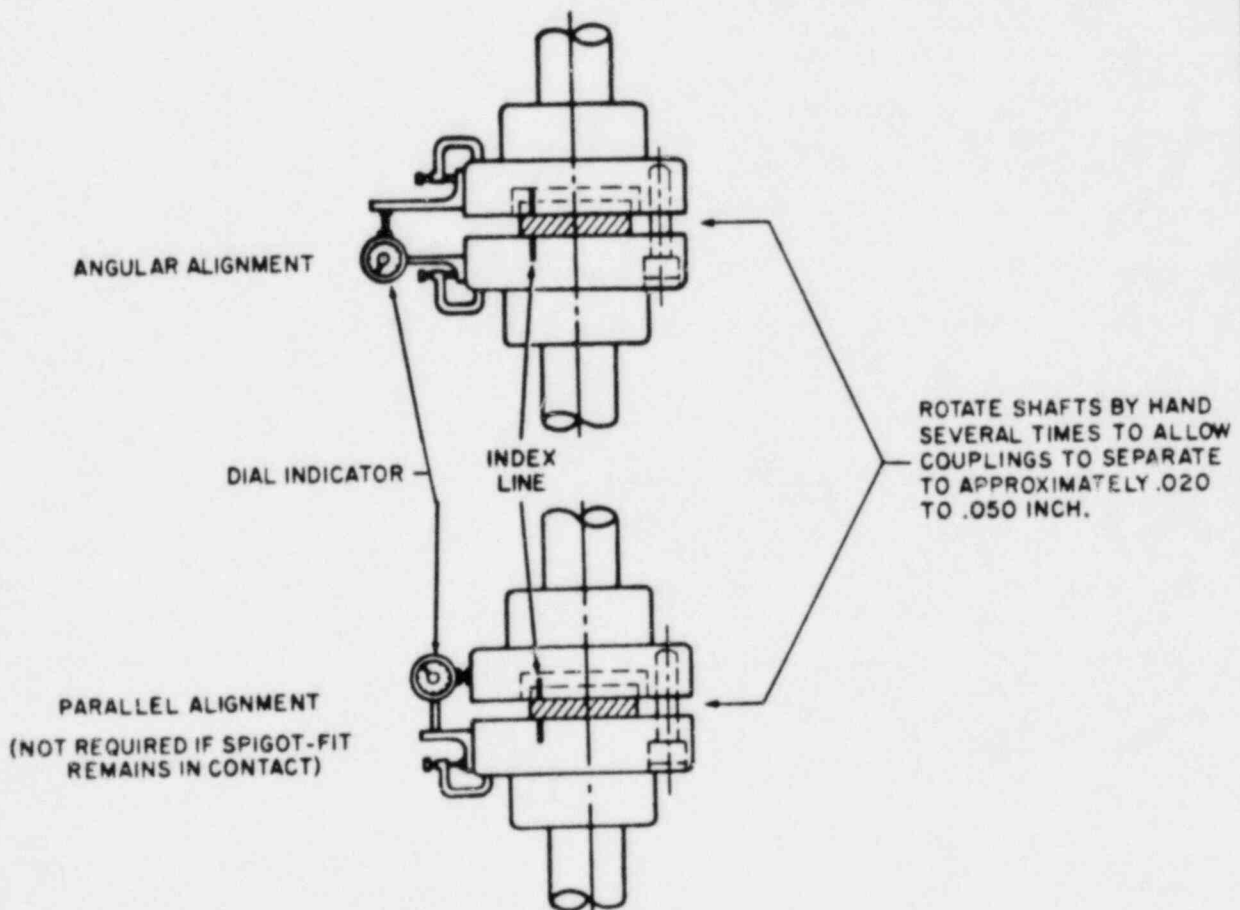 ANGULAR ALIGNMENT
DIAL INDICATOR
INDEX
LINE
ROTATE SHAFTS BY HAND
SEVERAL TIMES TO ALLOW
COUPLINGS TO SEPARATE
TO APPROXIMATELY .020
TO .050 INCH.
PARALLEL ALIGNMENT
(NOT REQUIRED IF SPIGOT-FIT
REMAINS IN CONTACT)